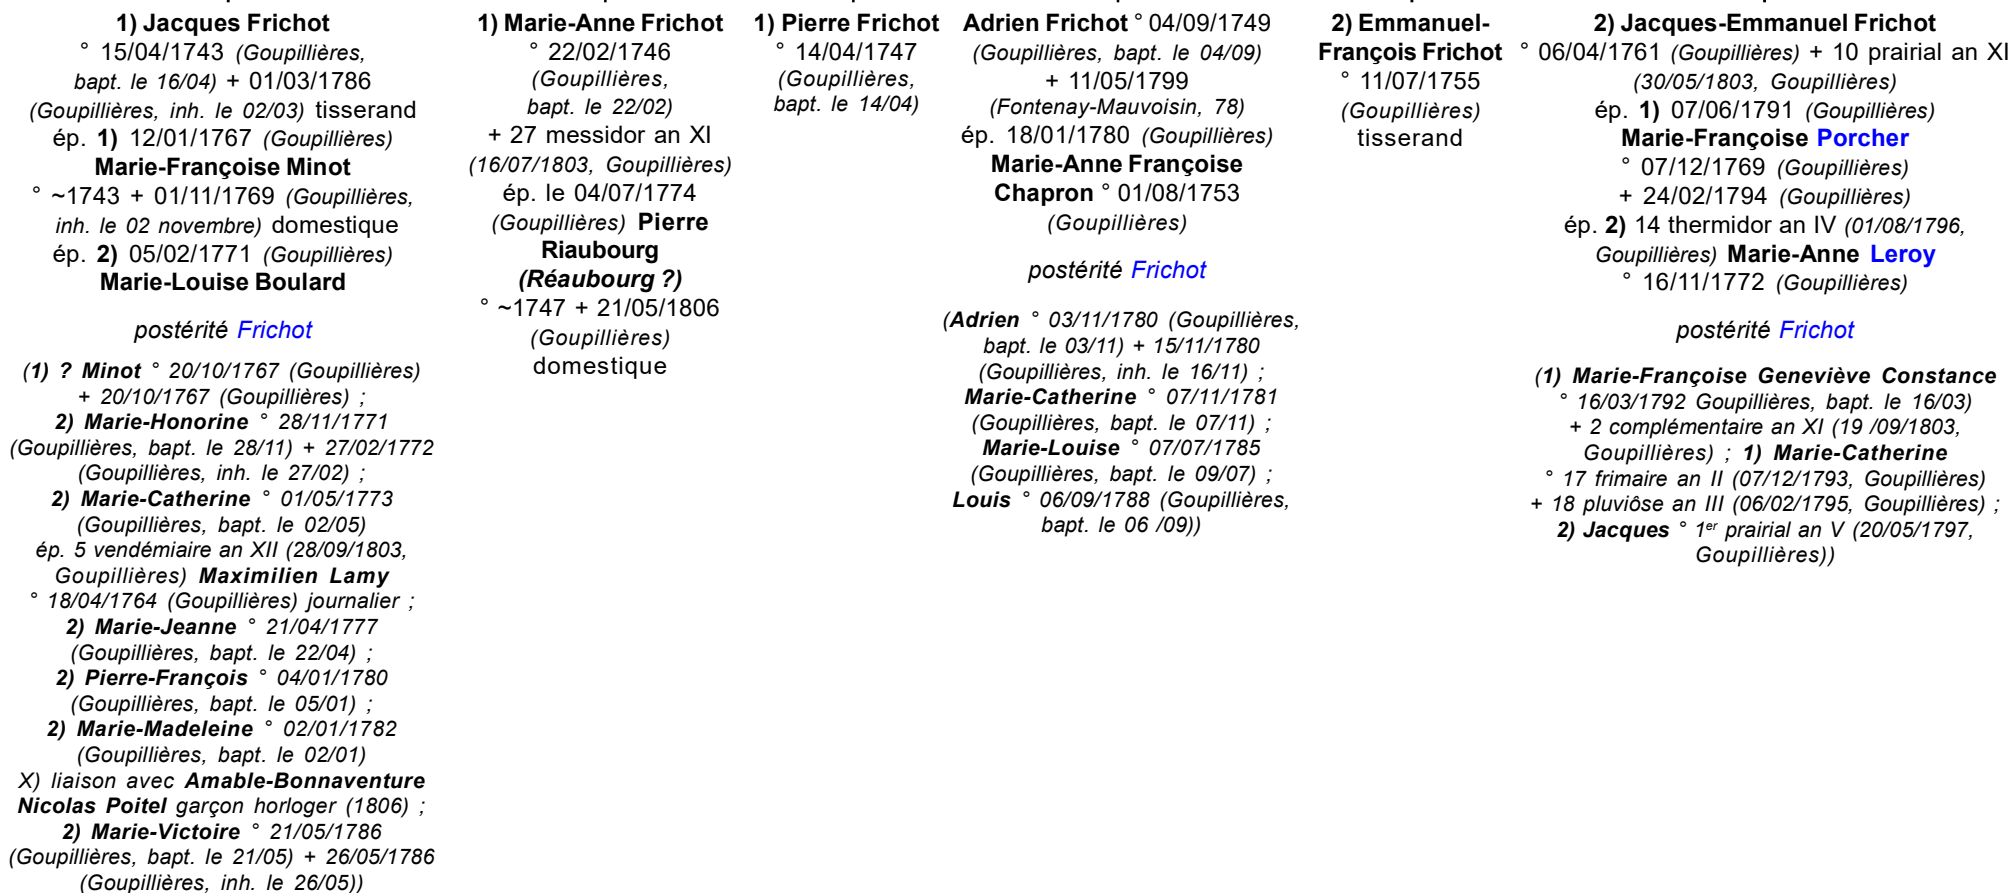 1) Jacques Frichot
° 15/04/1743 (Goupillières,
bapt. le 16/04) + 01/03/1786
(Goupillières, inh. le 02/03) tisserand
ép. 1) 12/01/1767 (Goupillières)
Marie-Françoise Minot
° ~1743 + 01/11/1769 (Goupillières,
inh. le 02 novembre) domestique
ép. 2) 05/02/1771 (Goupillières)
Marie-Louise Boulard
postérité Frichot
(1) ? Minot ° 20/10/1767 (Goupillières)
+ 20/10/1767 (Goupillières) ;
2) Marie-Honorine ° 28/11/1771
(Goupillières, bapt. le 28/11) + 27/02/1772
(Goupillières, inh. le 27/02) ;
2) Marie-Catherine ° 01/05/1773
(Goupillières, bapt. le 02/05)
ép. 5 vendémiaire an XII (28/09/1803,
Goupillières) Maximilien Lamy
° 18/04/1764 (Goupillières) journalier ;
2) Marie-Jeanne ° 21/04/1777
(Goupillières, bapt. le 22/04) ;
2) Pierre-François ° 04/01/1780
(Goupillières, bapt. le 05/01) ;
2) Marie-Madeleine ° 02/01/1782
(Goupillières, bapt. le 02/01)
X) liaison avec Amable-Bonnaventure
Nicolas Poitel garçon horloger (1806) ;
2) Marie-Victoire ° 21/05/1786
(Goupillières, bapt. le 21/05) + 26/05/1786
(Goupillières, inh. le 26/05))
1) Marie-Anne Frichot
° 22/02/1746
(Goupillières,
bapt. le 22/02)
+ 27 messidor an XI
(16/07/1803, Goupillières)
ép. le 04/07/1774
(Goupillières) Pierre
Riaubourg
(Réaubourg ?)
° ~1747 + 21/05/1806
(Goupillières)
domestique
1) Pierre Frichot
° 14/04/1747
(Goupillières,
bapt. le 14/04)
Adrien Frichot ° 04/09/1749
(Goupillières, bapt. le 04/09)
+ 11/05/1799
(Fontenay-Mauvoisin, 78)
ép. 18/01/1780 (Goupillières)
Marie-Anne Françoise
Chapron ° 01/08/1753
(Goupillières)
postérité Frichot
(Adrien ° 03/11/1780 (Goupillières,
bapt. le 03/11) + 15/11/1780
(Goupillières, inh. le 16/11) ;
Marie-Catherine ° 07/11/1781
(Goupillières, bapt. le 07/11) ;
Marie-Louise ° 07/07/1785
(Goupillières, bapt. le 09/07) ;
Louis ° 06/09/1788 (Goupillières,
bapt. le 06 /09))
2) Emmanuel-
François Frichot
° 11/07/1755
(Goupillières)
tisserand
2) Jacques-Emmanuel Frichot
° 06/04/1761 (Goupillières) + 10 prairial an XI
(30/05/1803, Goupillières)
ép. 1) 07/06/1791 (Goupillières)
Marie-Françoise Porcher
° 07/12/1769 (Goupillières)
+ 24/02/1794 (Goupillières)
ép. 2) 14 thermidor an IV (01/08/1796,
Goupillières) Marie-Anne Leroy
° 16/11/1772 (Goupillières)
postérité Frichot
(1) Marie-Françoise Geneviève Constance
° 16/03/1792 Goupillières, bapt. le 16/03)
+ 2 complémentaire an XI (19 /09/1803,
Goupillières) ; 1) Marie-Catherine
° 17 frimaire an II (07/12/1793, Goupillières)
+ 18 pluviôse an III (06/02/1795, Goupillières) ;
2) Jacques ° 1er prairial an V (20/05/1797,
Goupillières))